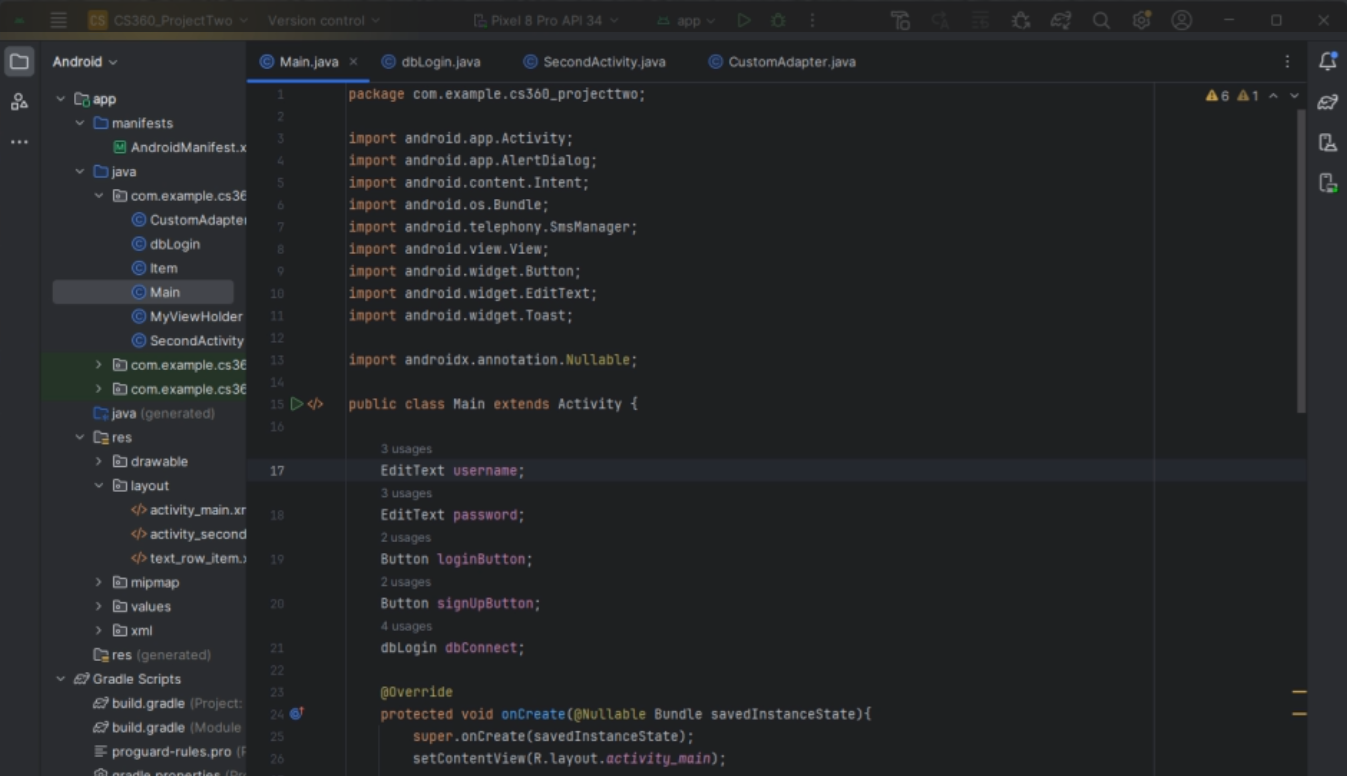 CS CS360_ProjectTwo Version control Pixel 8 Pro API 34 app
Android
app
manifests
AndroidManifest.x
java
com.example.cs36
CustomAdapter
dbLogin
Item
Main
MyViewHolder
SecondActivity
com.example.cs36
com.example.cs36
java (generated)
res
drawable
layout
activity_main.xm
activity_second
text_row_item.x
mipmap
values
xml
res (generated)
Gradle Scripts
build.gradle (Project:
build.gradle (Module
proguard-rules.pro (P
gradle.properties (Pro
Main.java dbLogin.java SecondActivity.java CustomAdapter.java
6 1
1 package com.example.cs360_projecttwo;
2
3 import android.app.Activity;
4 import android.app.AlertDialog;
5 import android.content.Intent;
6 import android.os.Bundle;
7 import android.telephony.SmsManager;
8 import android.view.View;
9 import android.widget.Button;
10 import android.widget.EditText;
11 import android.widget.Toast;
12
13 import androidx.annotation.Nullable;
14
15 public class Main extends Activity {
16
3 usages
17 EditText username;
3 usages
18 EditText password;
2 usages
19 Button loginButton;
2 usages
20 Button signUpButton;
4 usages
21 dbLogin dbConnect;
22
23 @Override
24 protected void onCreate(@Nullable Bundle savedInstanceState){
25 super.onCreate(savedInstanceState);
26 setContentView(R.layout.activity_main);